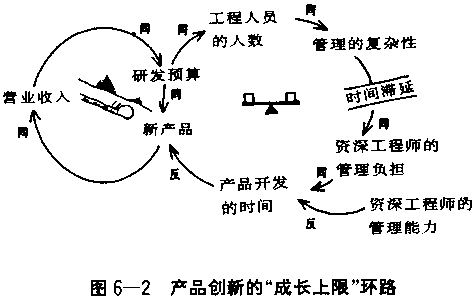 工程人员
的人数
同
同
同
管理的复杂性
研发预算
营业收入
同
时间滞延
新产品
同
同
资深工程师的
管理负担
同
反
产品开发
的时间
反
资深工程师的
管理能力
图6—2 产品创新的“成长上限”环路